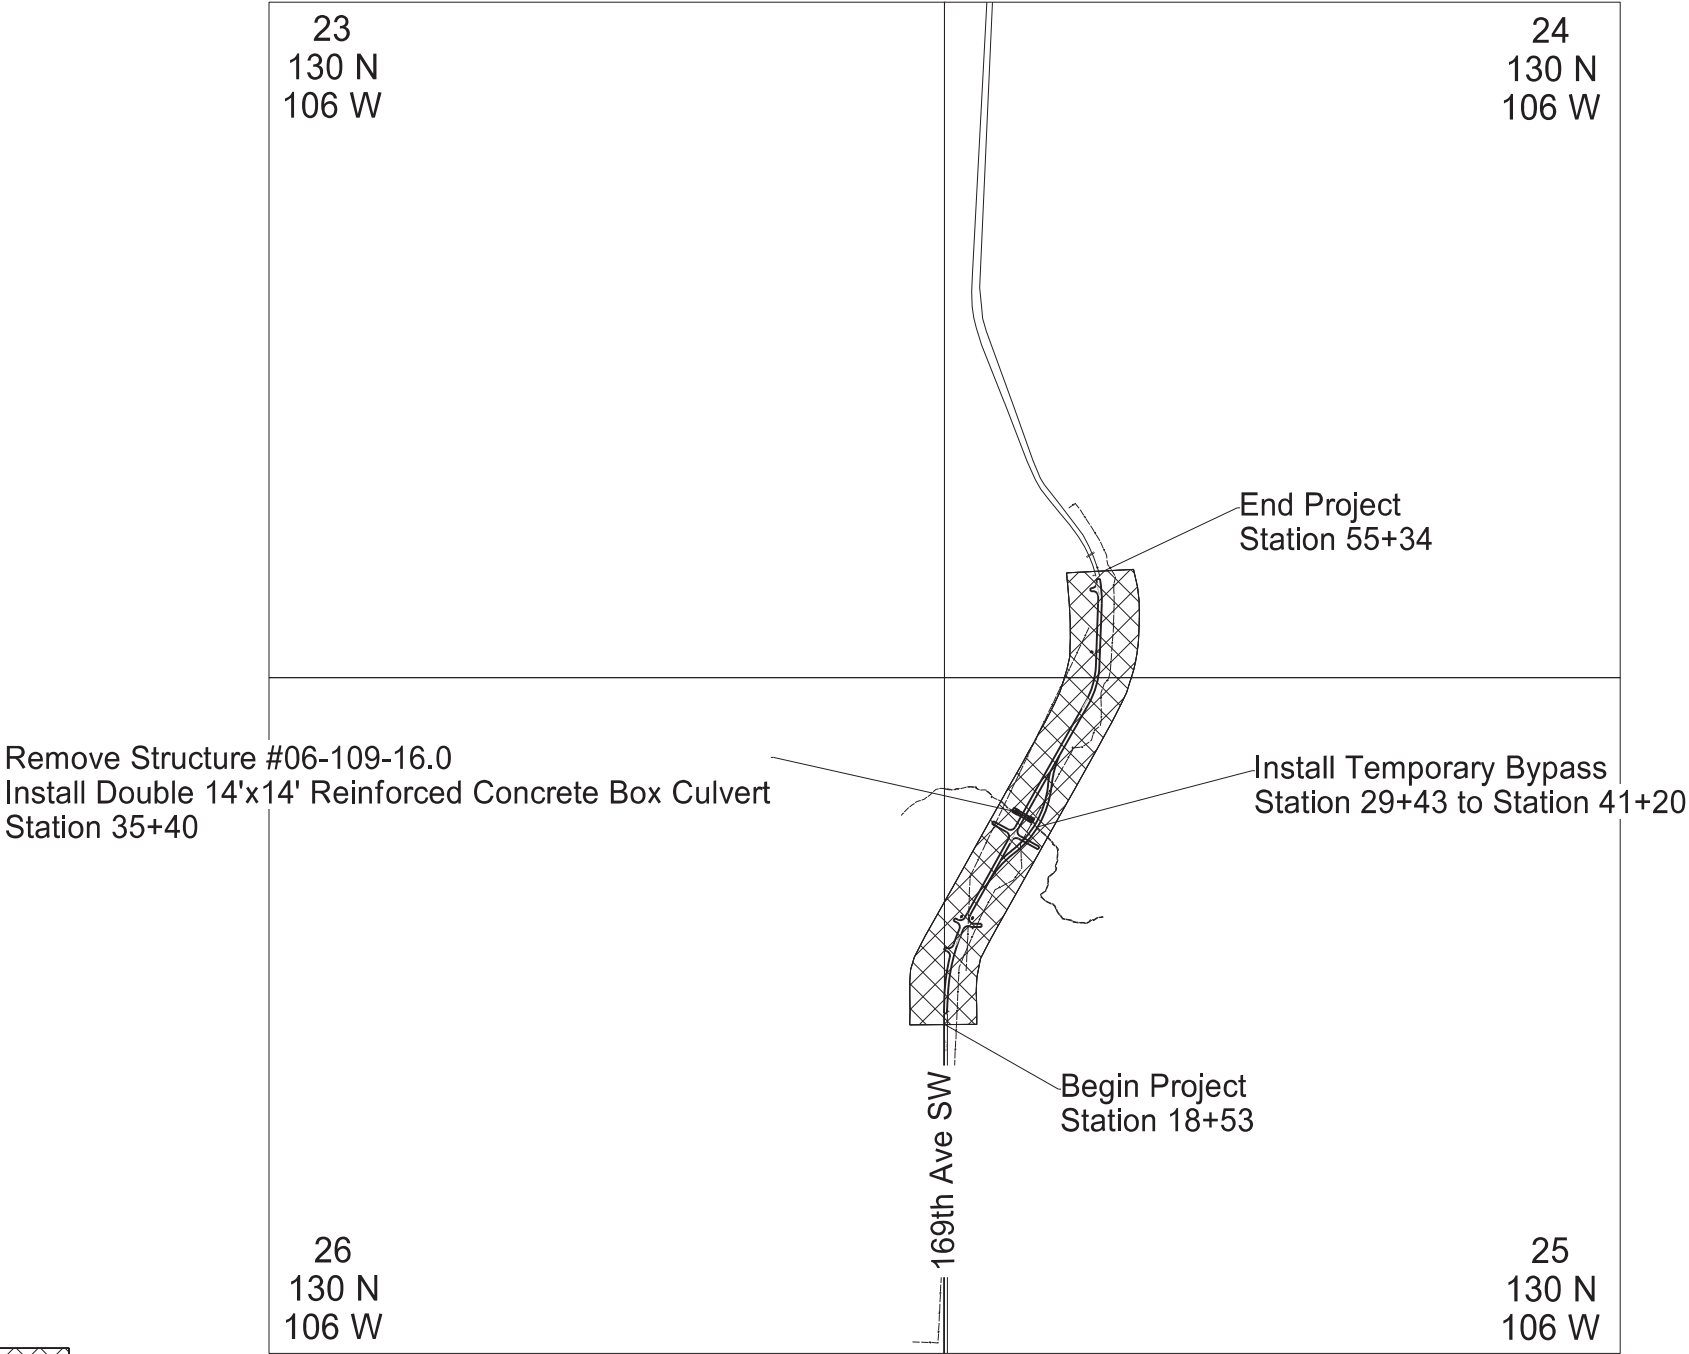 23
130 N
106 W
24
130 N
106 W
End Project
Station 55+34
Remove Structure #06-109-16.0
Install Double 14'x14' Reinforced Concrete Box Culvert
Station 35+40
Install Temporary Bypass
Station 29+43 to Station 41+20
Begin Project
Station 18+53
169th Ave SW
26
130 N
106 W
25
130 N
106 W